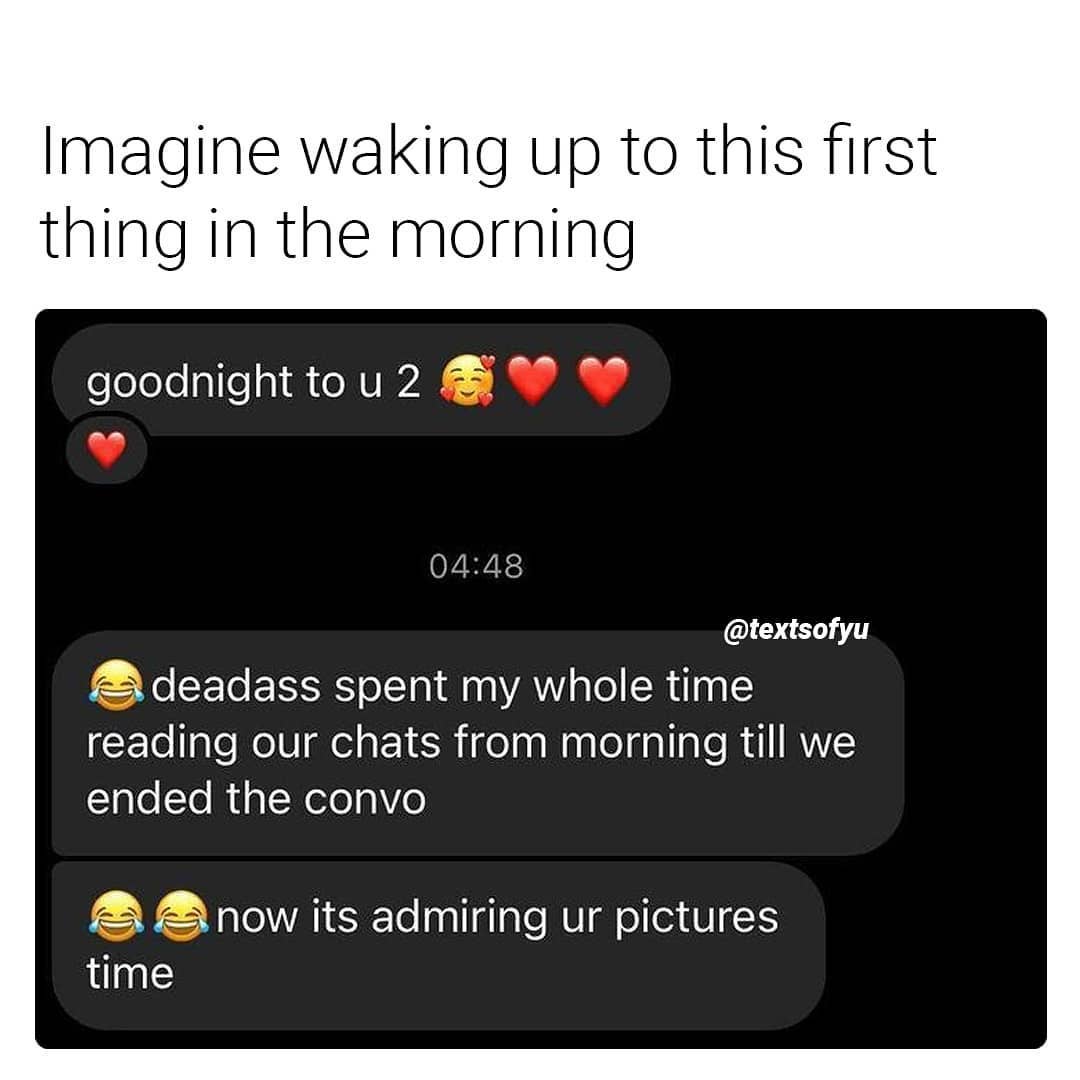 Imagine waking up to this first
thing in the morning
goodnight to u 2 🥰❤️❤️
❤️
04:48
@textsofyu
😂deadass spent my whole time
reading our chats from morning till we
ended the convo
😂😂now its admiring ur pictures
time